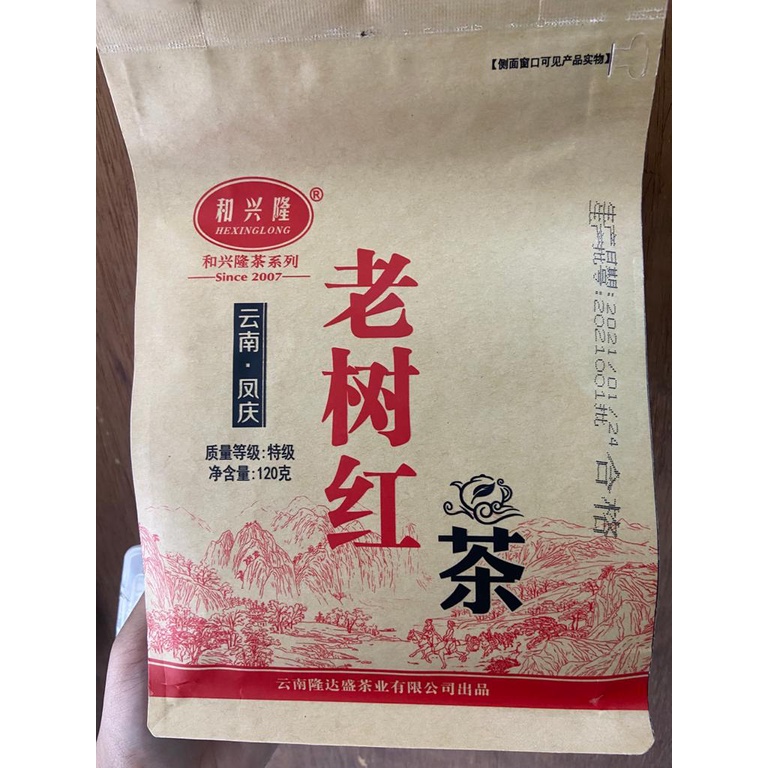 【侧面窗口可见产品实物】
和兴隆
®
HEXINGLONG
和兴隆茶系列
Since 2007
云南·凤庆
质量等级:特级
净含量:120克
老树红
茶
生产日期:2021/01/24 合格
生产批号:2021001批
云南隆达盛茶业有限公司出品